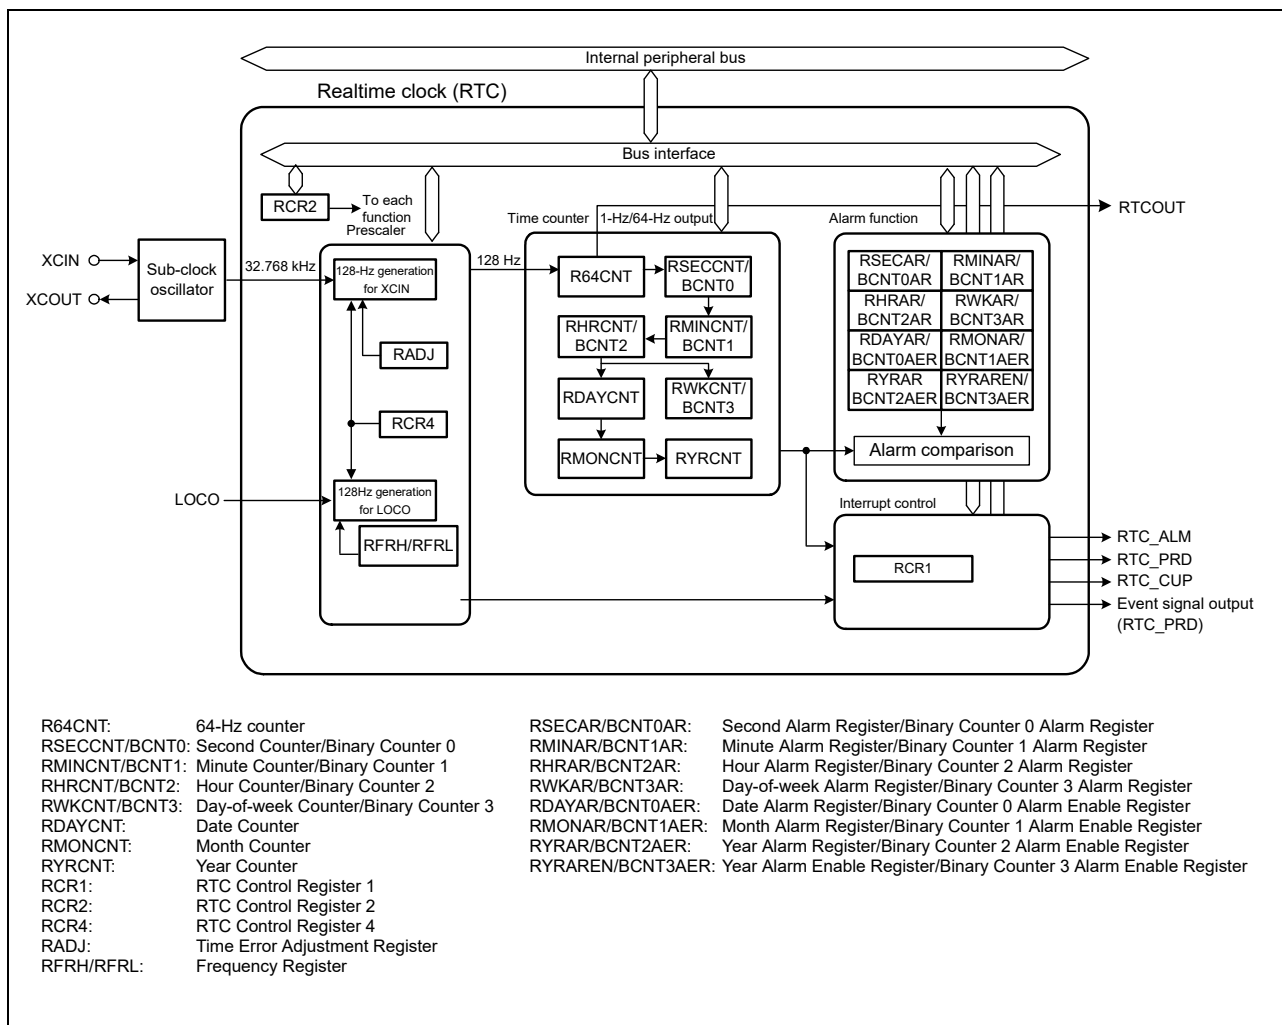 Internal peripheral bus
Realtime clock (RTC)
Bus interface
RCR2
To each
function
Prescaler
Time counter
1-Hz/64-Hz output
Alarm function
RTCOUT
XCIN
XCOUT
Sub-clock
oscillator
32.768 kHz
128-Hz generation
for XCIN
128 Hz
RADJ
RCR4
LOCO
128Hz generation
for LOCO
RFRH/RFRL
R64CNT
RSECCNT/
BCNT0
RHRCNT/
BCNT2
RMINCNT/
BCNT1
RDAYCNT
RWKCNT/
BCNT3
RMONCNT
RYRCNT
RSECAR/
BCNT0AR
RMINAR/
BCNT1AR
RHRAR/
BCNT2AR
RWKAR/
BCNT3AR
RDAYAR/
BCNT0AER
RMONAR/
BCNT1AER
RYRAR
BCNT2AER
RYRAREN/
BCNT3AER
Alarm comparison
Interrupt control
RCR1
RTC_ALM
RTC_PRD
RTC_CUP
Event signal output
(RTC_PRD)
R64CNT: 64-Hz counter
RSECCNT/BCNT0: Second Counter/Binary Counter 0
RMINCNT/BCNT1: Minute Counter/Binary Counter 1
RHRCNT/BCNT2: Hour Counter/Binary Counter 2
RWKCNT/BCNT3: Day-of-week Counter/Binary Counter 3
RDAYCNT: Date Counter
RMONCNT: Month Counter
RYRCNT: Year Counter
RCR1: RTC Control Register 1
RCR2: RTC Control Register 2
RCR4: RTC Control Register 4
RADJ: Time Error Adjustment Register
RFRH/RFRL: Frequency Register
RSECAR/BCNT0AR: Second Alarm Register/Binary Counter 0 Alarm Register
RMINAR/BCNT1AR: Minute Alarm Register/Binary Counter 1 Alarm Register
RHRAR/BCNT2AR: Hour Alarm Register/Binary Counter 2 Alarm Register
RWKAR/BCNT3AR: Day-of-week Alarm Register/Binary Counter 3 Alarm Register
RDAYAR/BCNT0AER: Date Alarm Register/Binary Counter 0 Alarm Enable Register
RMONAR/BCNT1AER: Month Alarm Register/Binary Counter 1 Alarm Enable Register
RYRAR/BCNT2AER: Year Alarm Register/Binary Counter 2 Alarm Enable Register
RYRAREN/BCNT3AER: Year Alarm Enable Register/Binary Counter 3 Alarm Enable Register